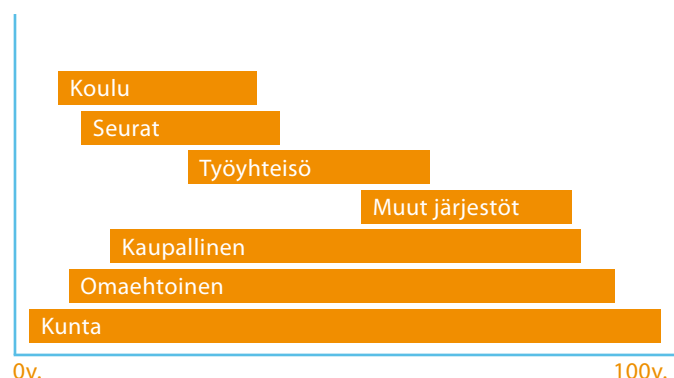 Koulu
Seurat
Työyhteisö
Muut järjestöt
Kaupallinen
Omaehtoinen
Kunta
0v. 100v.